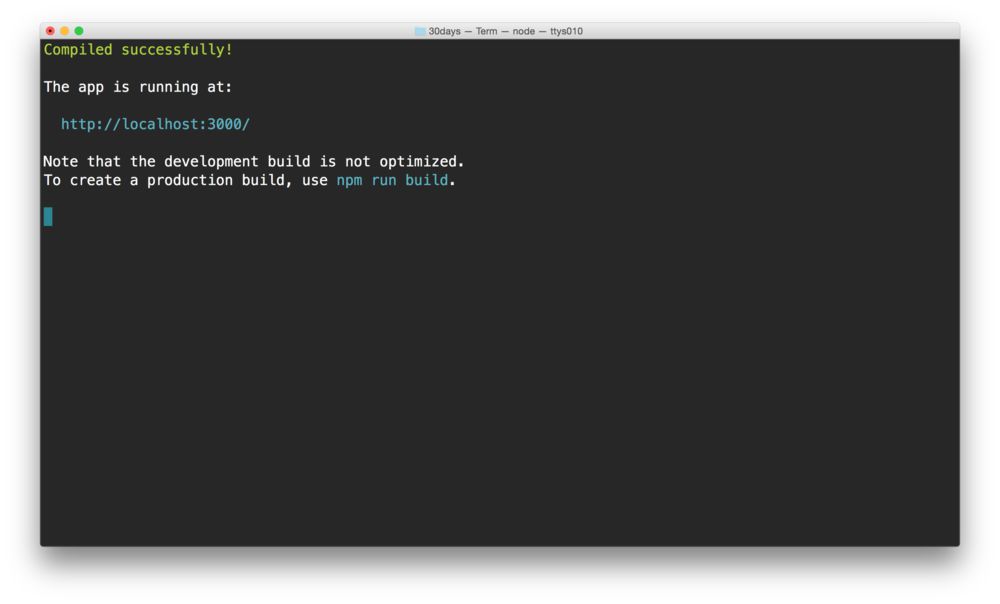 30days — Term — node — ttys010
Compiled successfully!
The app is running at:
http://localhost:3000/
Note that the development build is not optimized.
To create a production build, use npm run build.